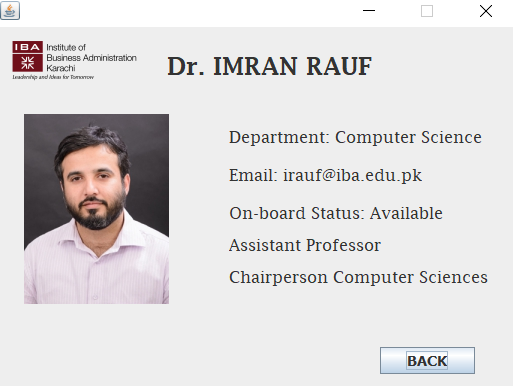 IBA
Institute of
Business Administration
Karachi
Leadership and Ideas for Tomorrow
Dr. IMRAN RAUF
Department: Computer Science
Email: irauf@iba.edu.pk
On-board Status: Available
Assistant Professor
Chairperson Computer Sciences
BACK